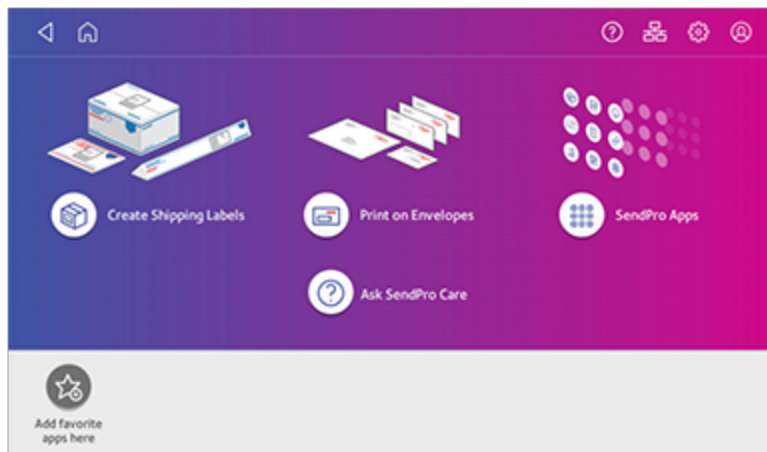 Create Shipping Labels
Print on Envelopes
SendPro Apps
Ask SendPro Care
Add favorite
apps here